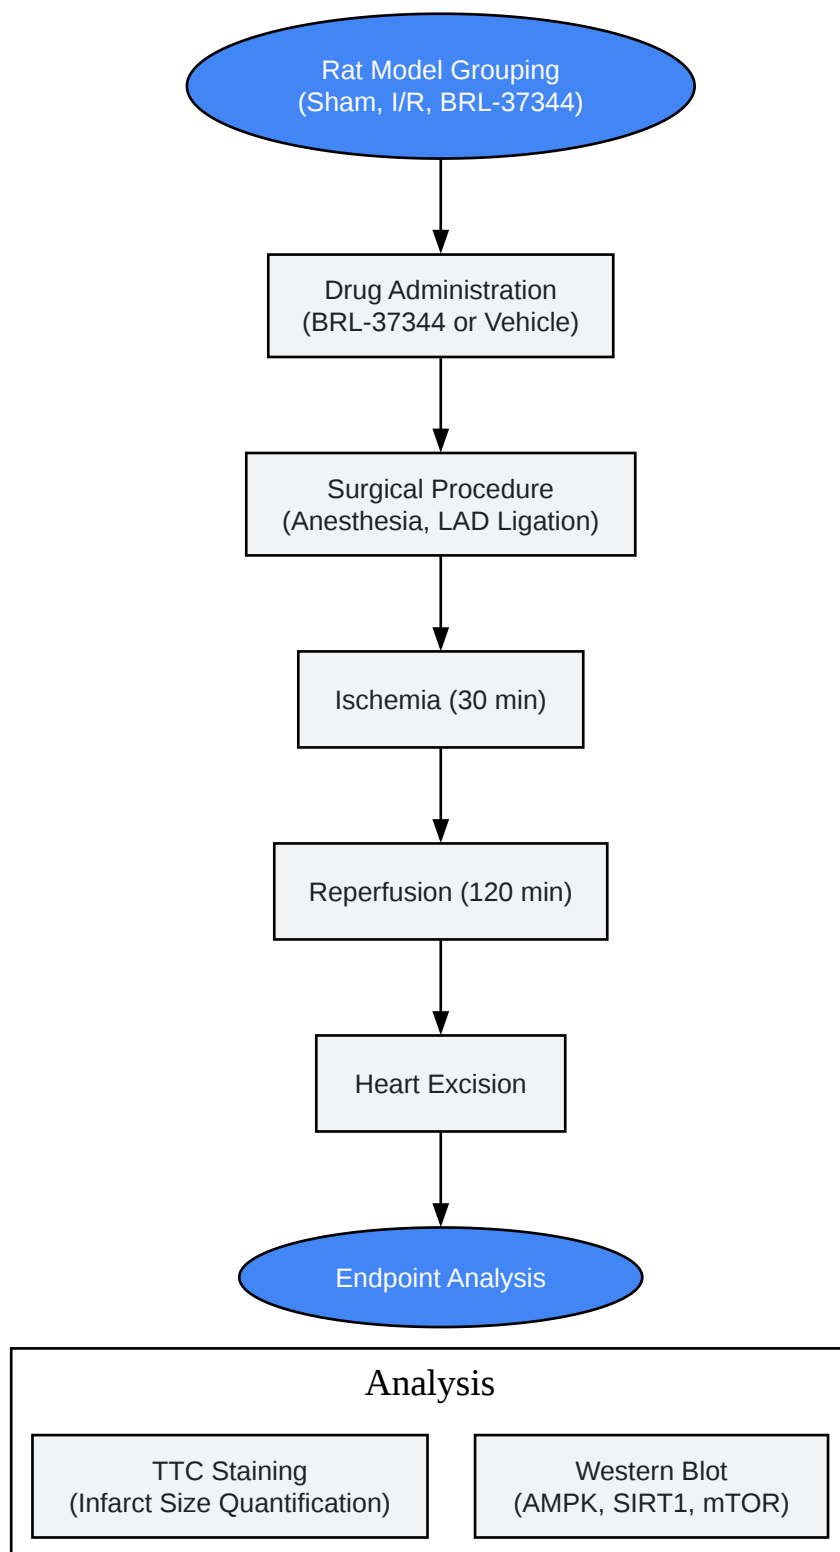 Rat Model Grouping
(Sham, I/R, BRL-37344)
Drug Administration
(BRL-37344 or Vehicle)
Surgical Procedure
(Anesthesia, LAD Ligation)
Ischemia (30 min)
Reperfusion (120 min)
Heart Excision
Endpoint Analysis
Analysis
TTC Staining
(Infarct Size Quantification)
Western Blot
(AMPK, SIRT1, mTOR)